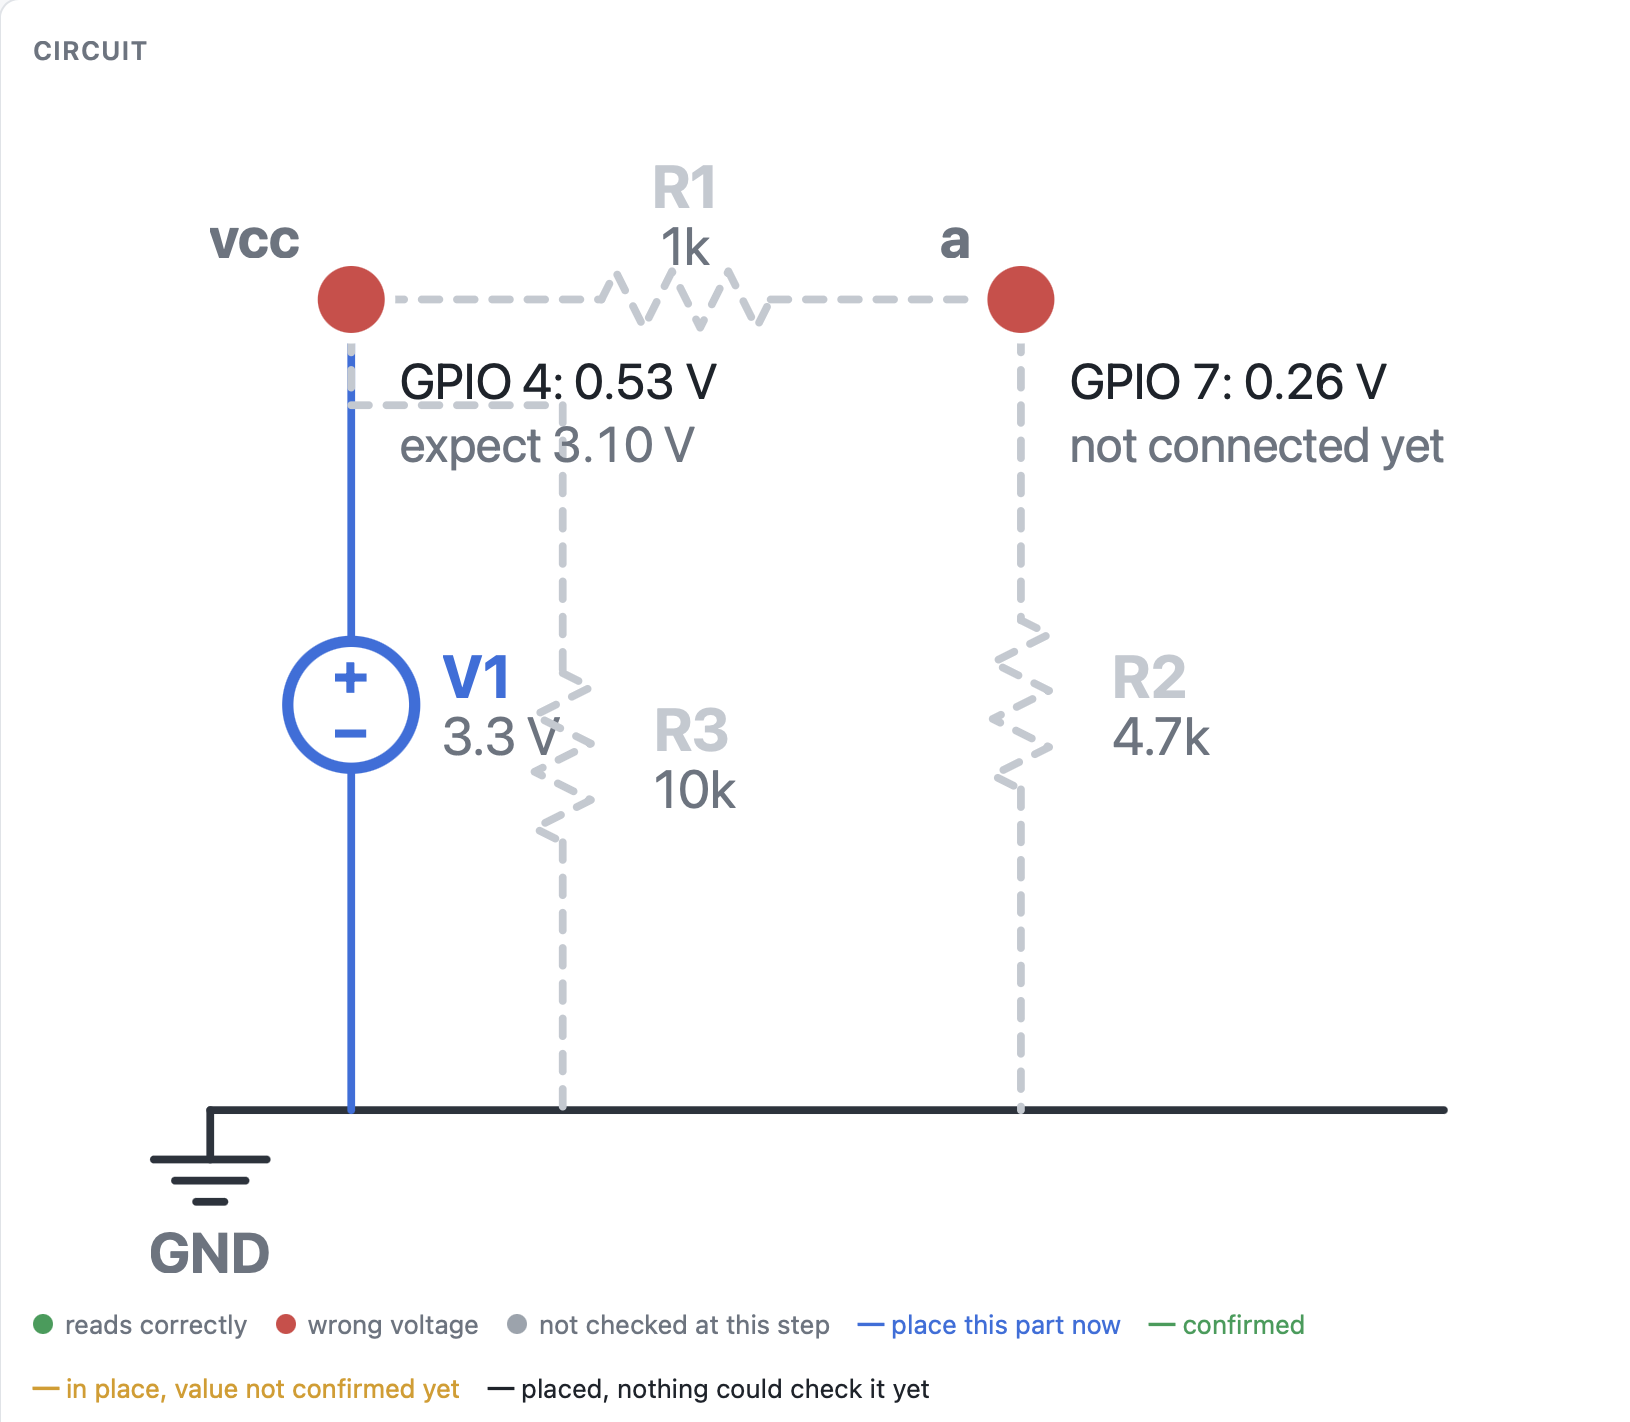 CIRCUIT
R1
1k
vcc
a
GPIO 4: 0.53 V
expect 3.10 V
GPIO 7: 0.26 V
not connected yet
+
−
V1
3.3 V
R3
10k
R2
4.7k
GND
reads correctly
wrong voltage
not checked at this step
place this part now
confirmed
in place, value not confirmed yet
placed, nothing could check it yet